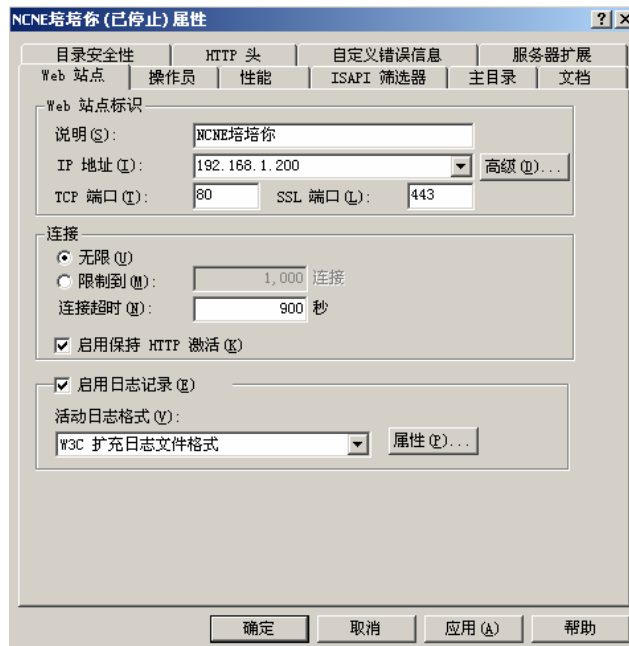 NCNE培培你 (已停止) 属性
目录安全性 HTTP 头 自定义错误信息 服务器扩展
Web 站点 操作员 性能 ISAPI 筛选器 主目录 文档
Web 站点标识
说明(S): NCNE培培你
IP 地址(I): 192.168.1.200 高级(D)...
TCP 端口(T): 80 SSL 端口(L): 443
连接
无限(U)
限制到(M): 1,000 连接
连接超时(N): 900 秒
启用保持 HTTP 激活(K)
启用日志记录(E)
活动日志格式(V):
W3C 扩充日志文件格式 属性(P)...
确定 取消 应用(A) 帮助